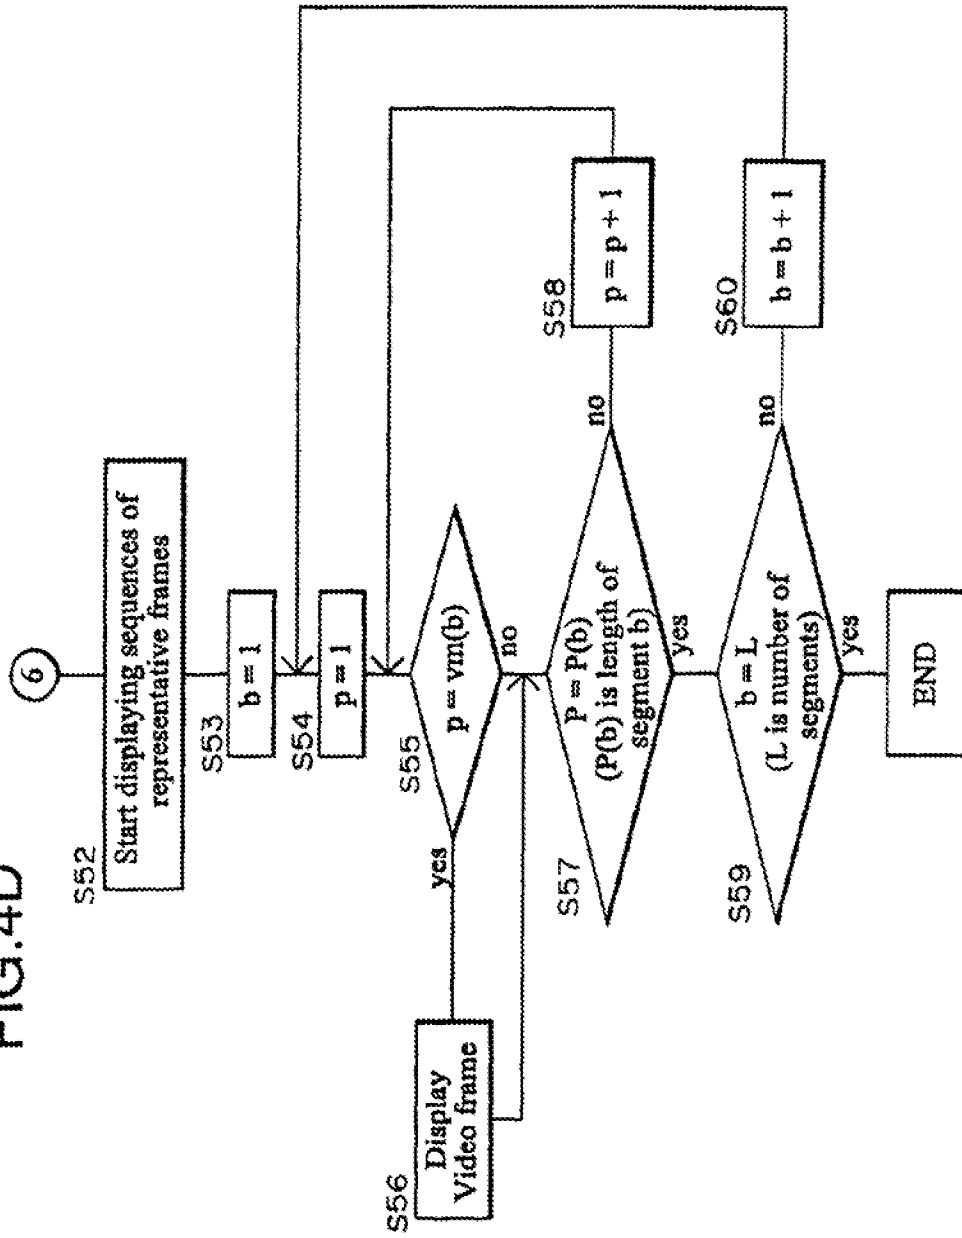 FIG.4D
6
S52
Start displaying sequences of
representative frames
S53
b = 1
S54
p = 1
S55
p = vm(b)
yes
no
S56
Display
Video frame
S57
P = P(b)
(P(b) is length of
segment b)
no
yes
S58
p = p + 1
S59
b = L
(L is number of
segments)
no
yes
S60
b = b + 1
END